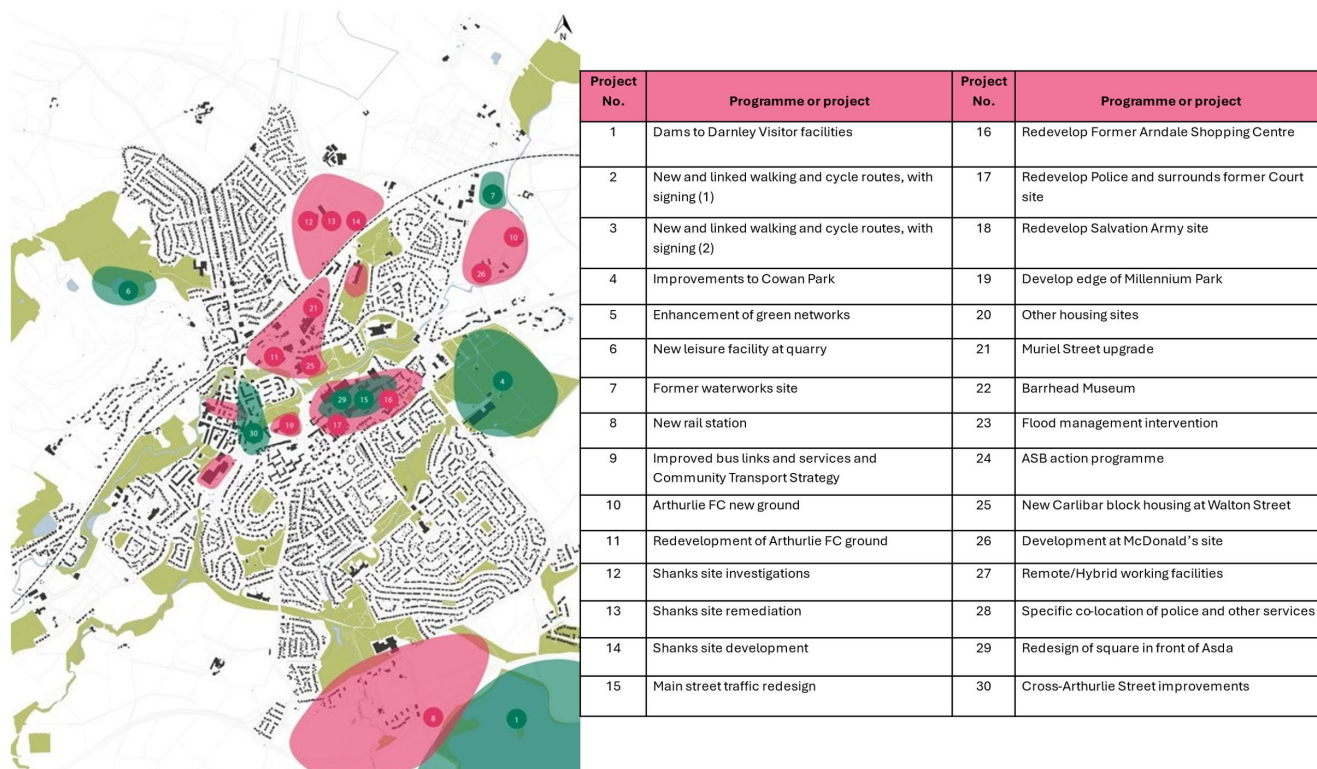 N
7
12 13 14
10
26
6
21
11
25
4
29 15 16
19 17
30
8
1
Project No. Programme or project Project No. Programme or project
1 Dams to Darnley Visitor facilities 16 Redevelop Former Arndale Shopping Centre
2 New and linked walking and cycle routes, with signing (1) 17 Redevelop Police and surrounds former Court site
3 New and linked walking and cycle routes, with signing (2) 18 Redevelop Salvation Army site
4 Improvements to Cowan Park 19 Develop edge of Millennium Park
5 Enhancement of green networks 20 Other housing sites
6 New leisure facility at quarry 21 Muriel Street upgrade
7 Former waterworks site 22 Barrhead Museum
8 New rail station 23 Flood management intervention
9 Improved bus links and services and Community Transport Strategy 24 ASB action programme
10 Arthurlie FC new ground 25 New Carlibar block housing at Walton Street
11 Redevelopment of Arthurlie FC ground 26 Development at McDonald's site
12 Shanks site investigations 27 Remote/Hybrid working facilities
13 Shanks site remediation 28 Specific co-location of police and other services
14 Shanks site development 29 Redesign of square in front of Asda
15 Main street traffic redesign 30 Cross-Arthurlie Street improvements